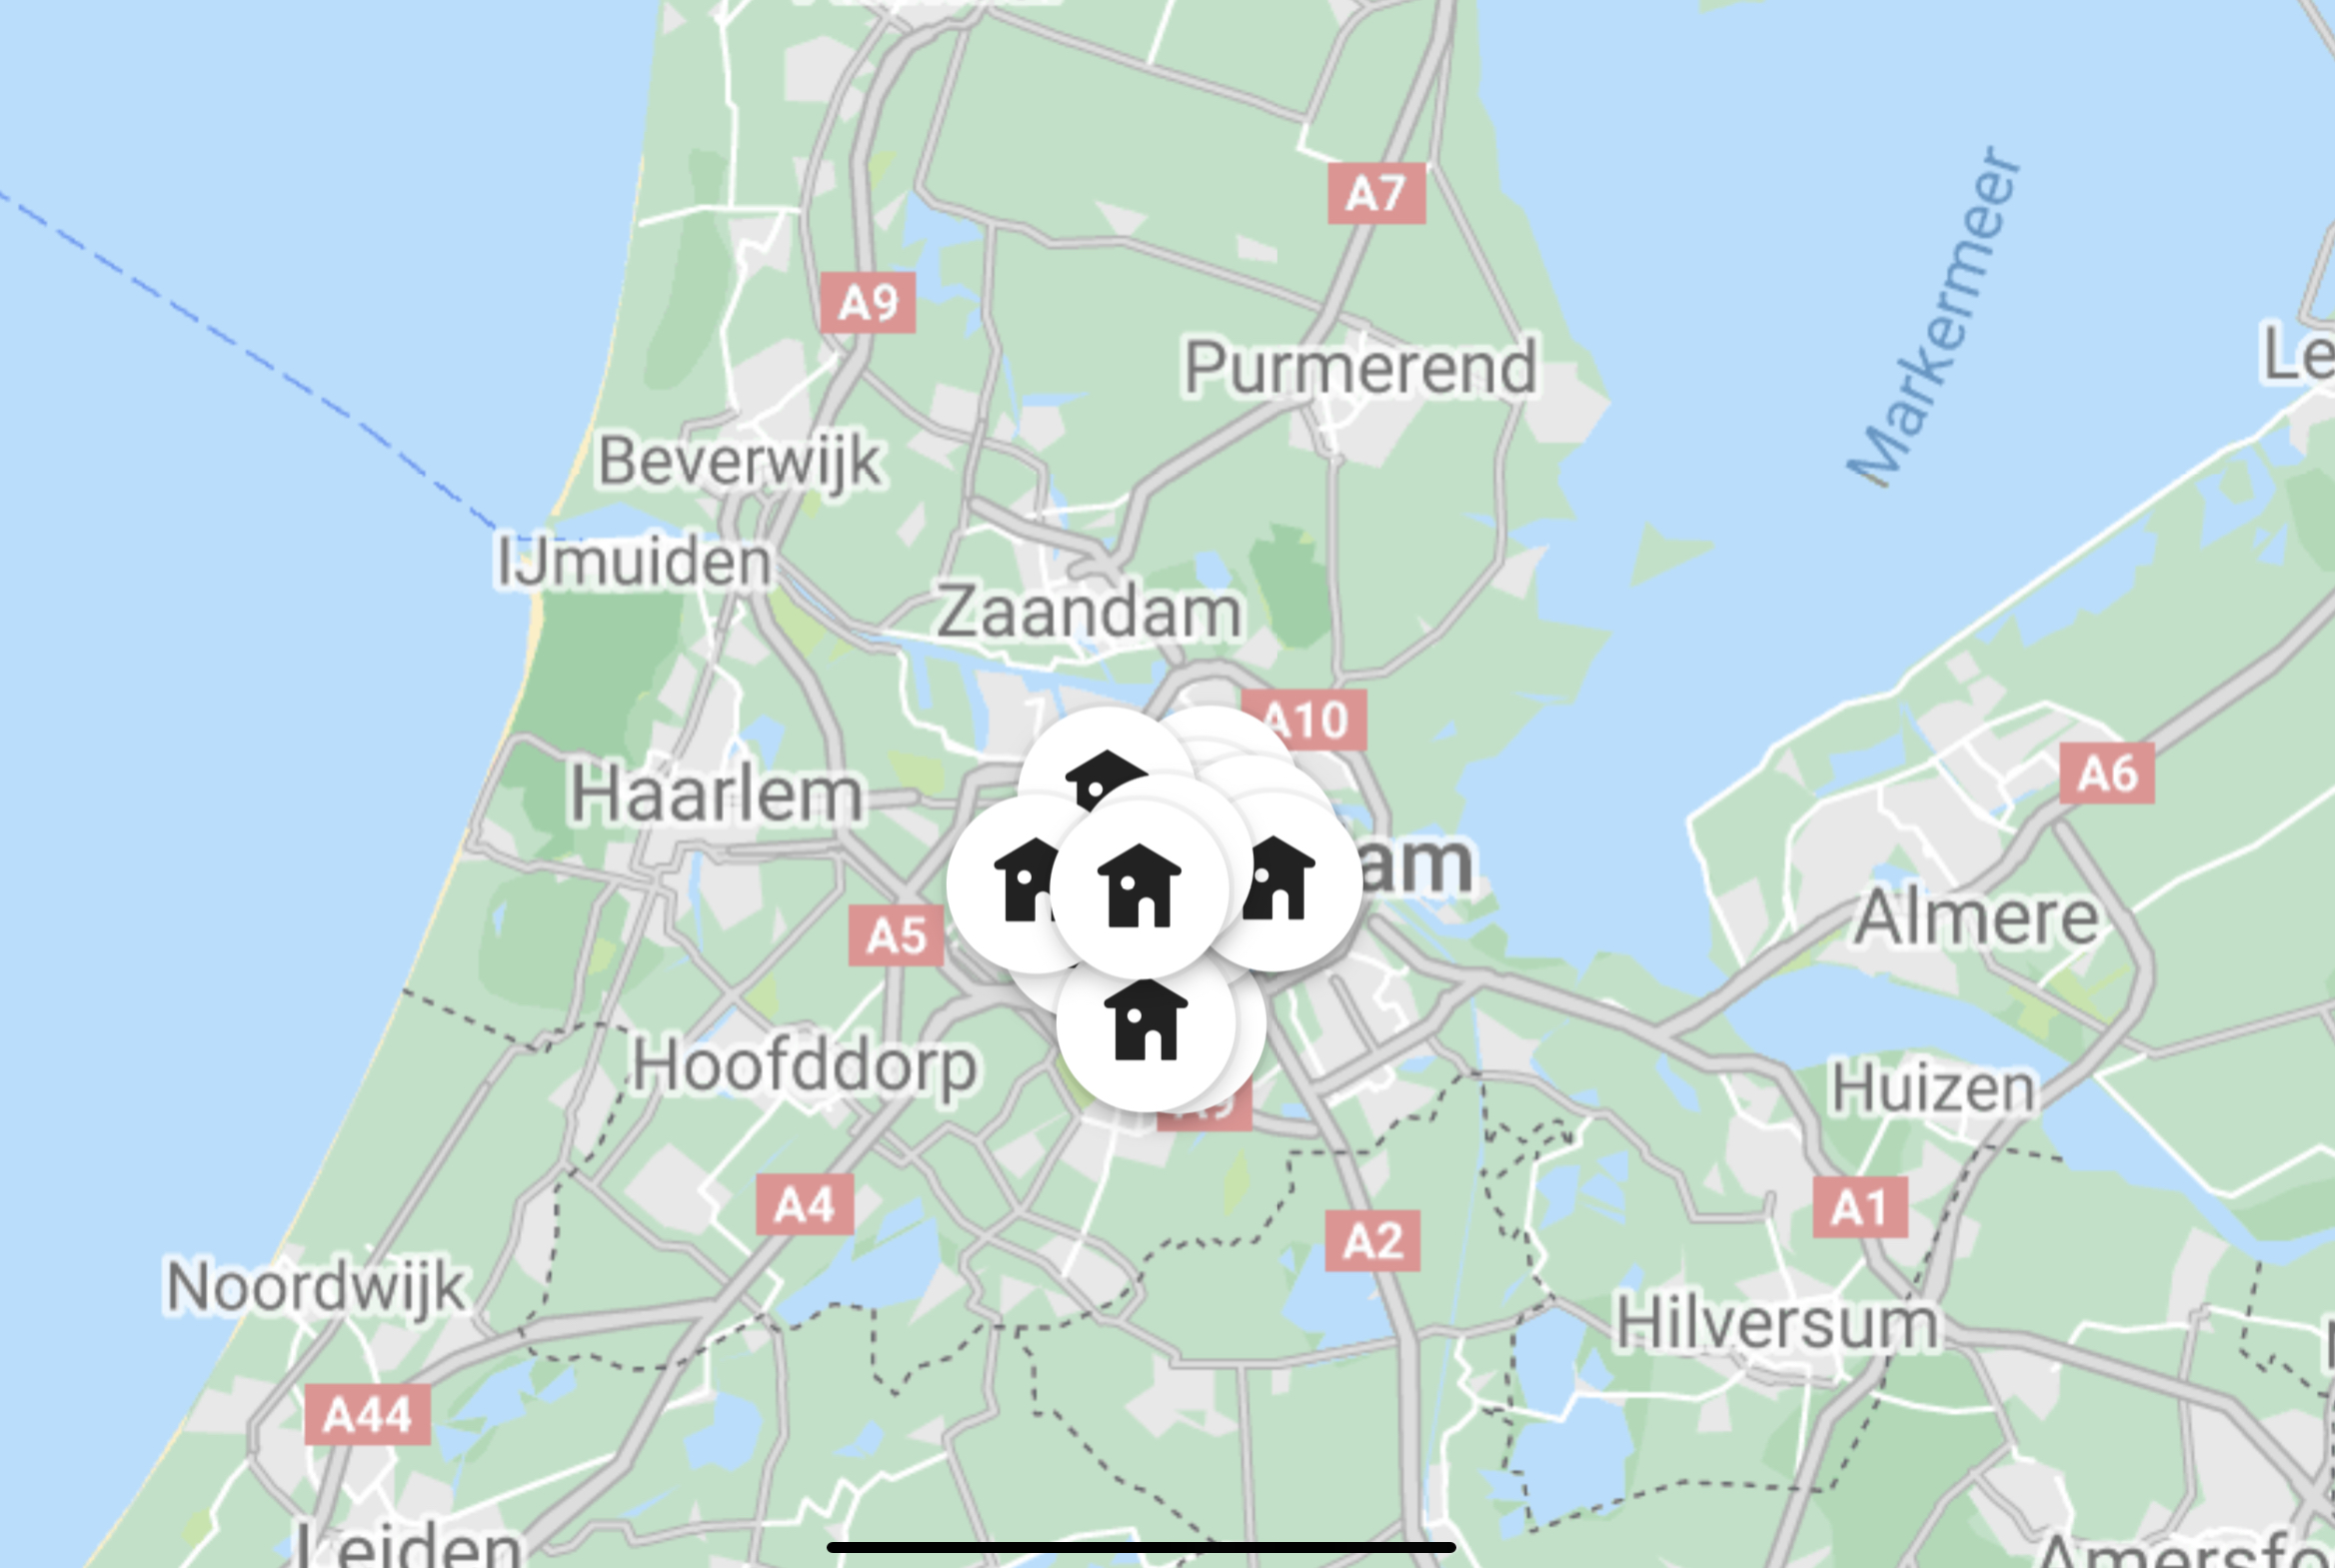 A7
Markermeer
A9
Purmerend
Le
Beverwijk
IJmuiden
Zaandam
A10
Haarlem
A6
am
Almere
A5
Hoofddorp
Huizen
A9
A4
A1
A2
Noordwijk
Hilversum
A44
Leiden
Amersfo